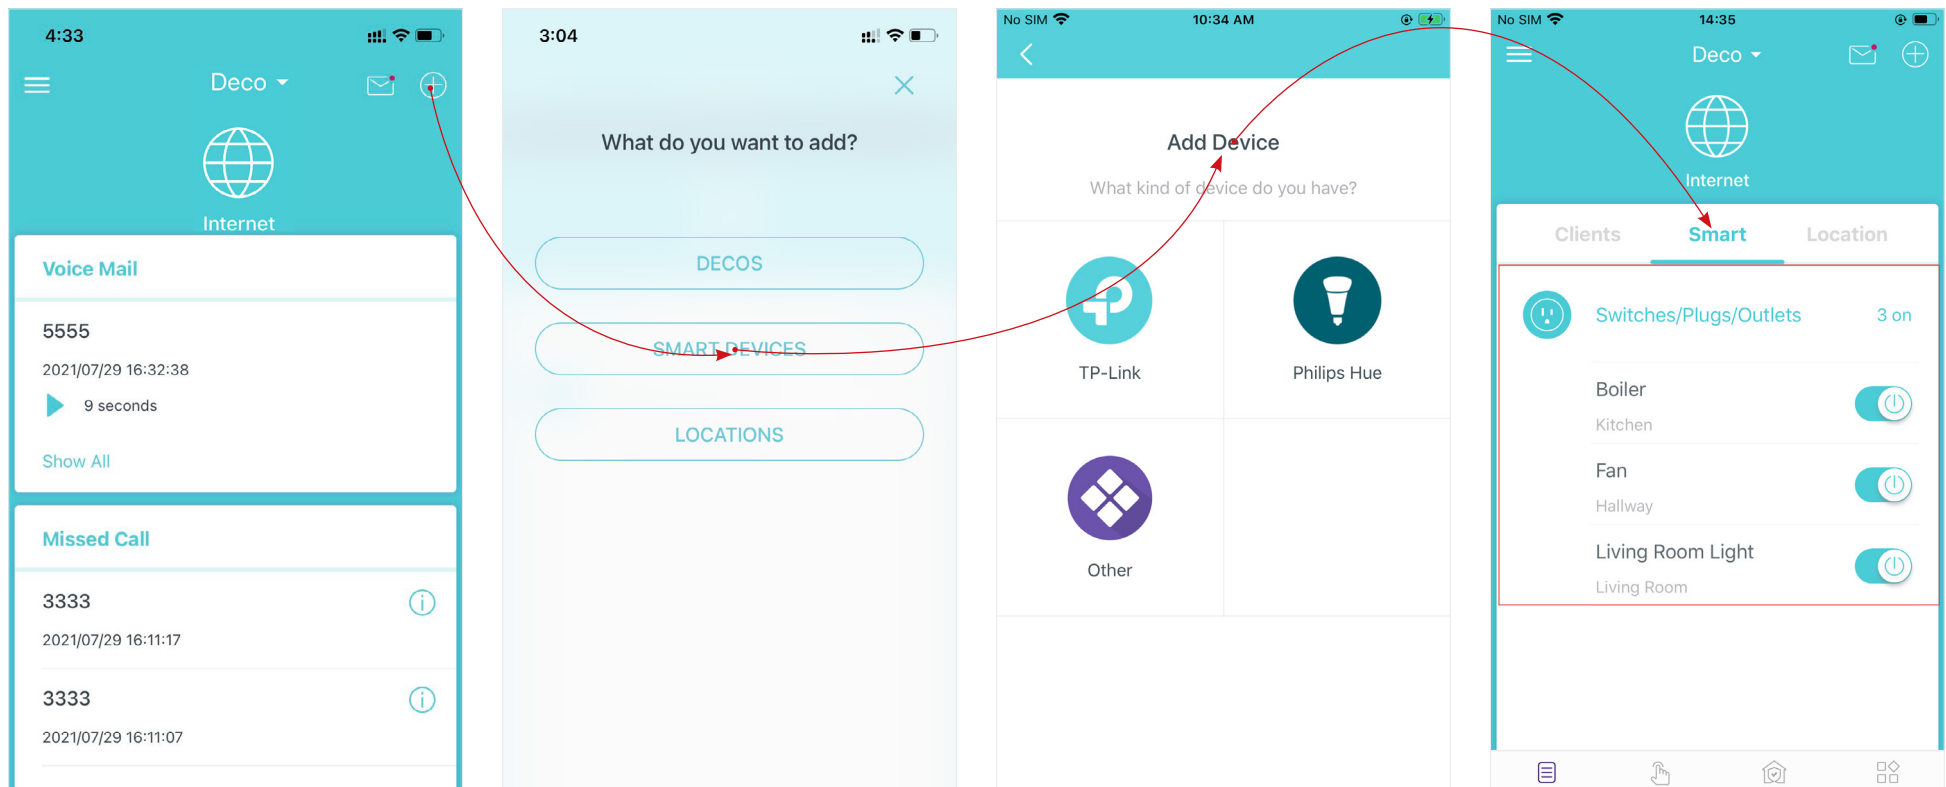 4:33
Deco
Internet
Voice Mail
5555
2021/07/29 16:32:38
9 seconds
Show All
Missed Call
3333
2021/07/29 16:11:17
3333
2021/07/29 16:11:07
3:04
What do you want to add?
DECOS
SMART DEVICES
LOCATIONS
No SIM 10:34 AM
Add Device
What kind of device do you have?
TP-Link
Philips Hue
Other
No SIM 14:35
Deco
Internet
Clients Smart Location
Switches/Plugs/Outlets 3 on
Boiler
Kitchen
Fan
Hallway
Living Room Light
Living Room